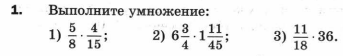 1. Выполните умножение:
1) 5/8 · 4/15; 2) 6 3/4 · 1 11/45; 3) 11/18 · 36.